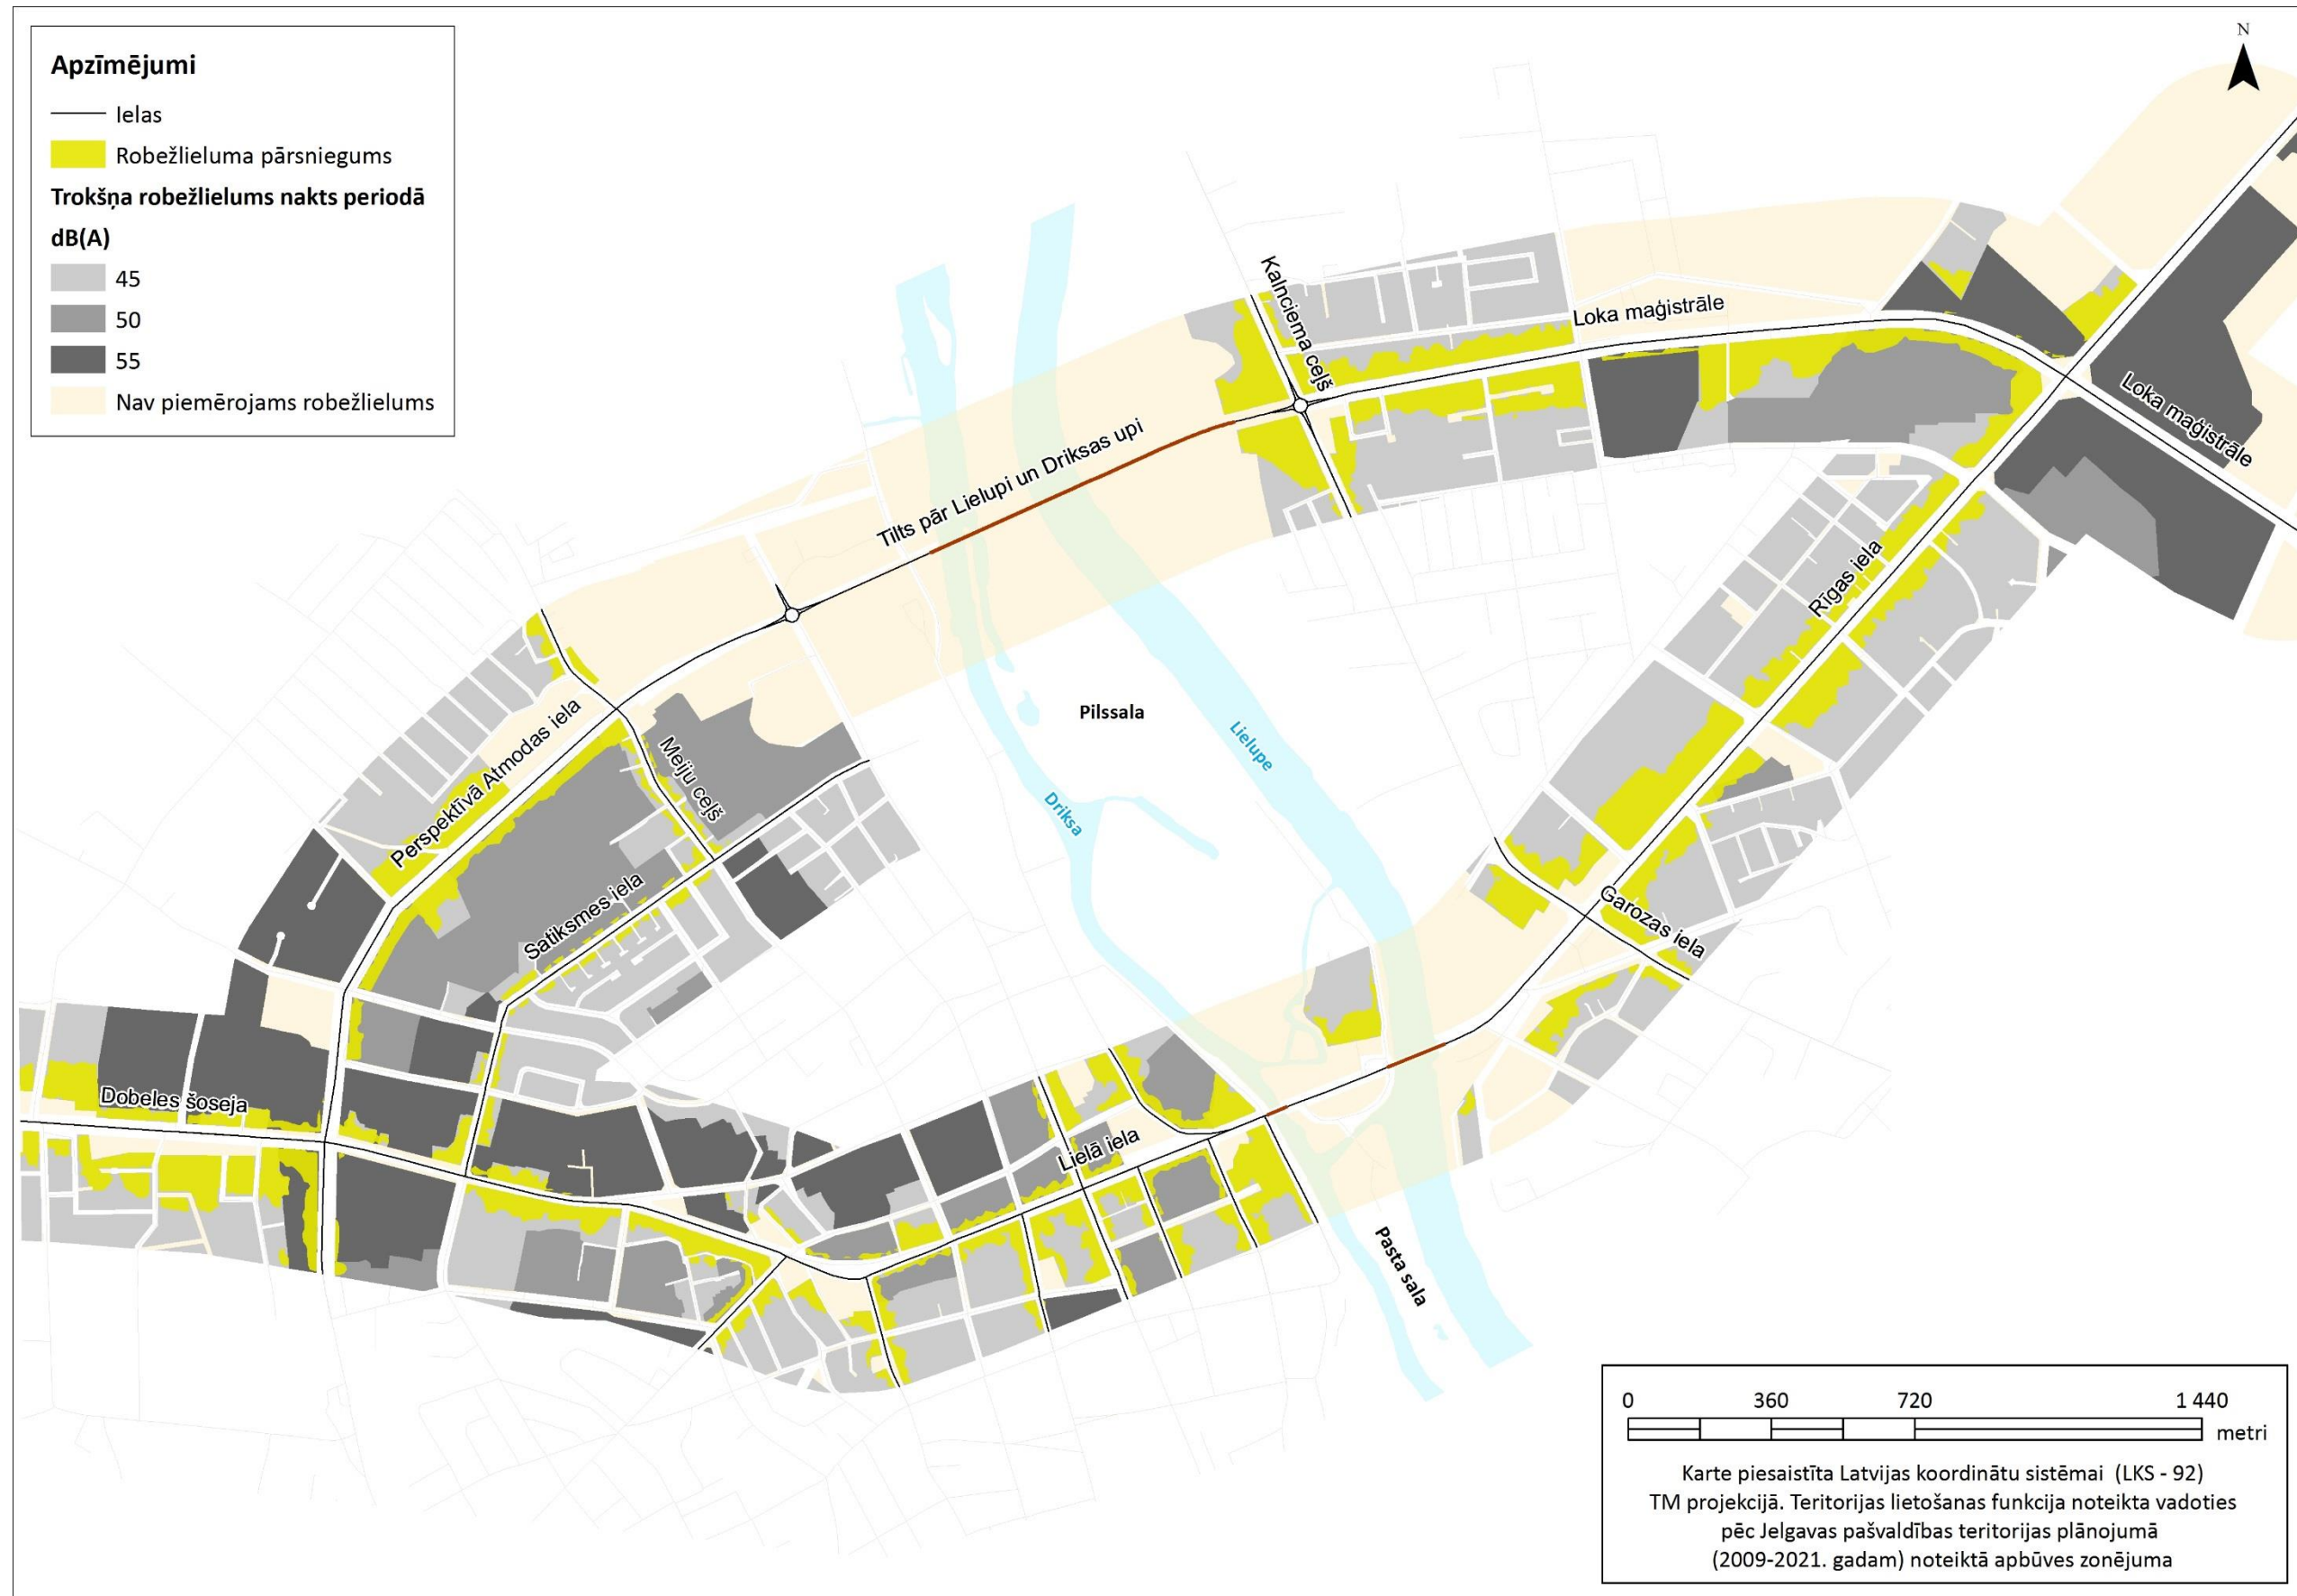 Apzīmējumi
Ielas
Robežlieluma pārsniegums
Trokšņa robežlielums nakts periodā
dB(A)
45
50
55
Nav piemērojams robežlielums
N
Kalnciema ceļš
Loka maģistrāle
Loka maģistrāle
Tilts pār Lielupi un Driksas upi
Rīgas iela
Pilssala
Lielupe
Driksa
Perspektīvā Atmodas iela
Meiju ceļš
Satiksmes iela
Garozas iela
Dobeles šoseja
Lielā iela
Pasta sala
0 360 720 1 440
metri
Karte piesaistīta Latvijas koordinātu sistēmai (LKS - 92)
TM projekcijā. Teritorijas lietošanas funkcija noteikta vadoties
pēc Jelgavas pašvaldības teritorijas plānojumā
(2009-2021. gadam) noteiktā apbūves zonējuma